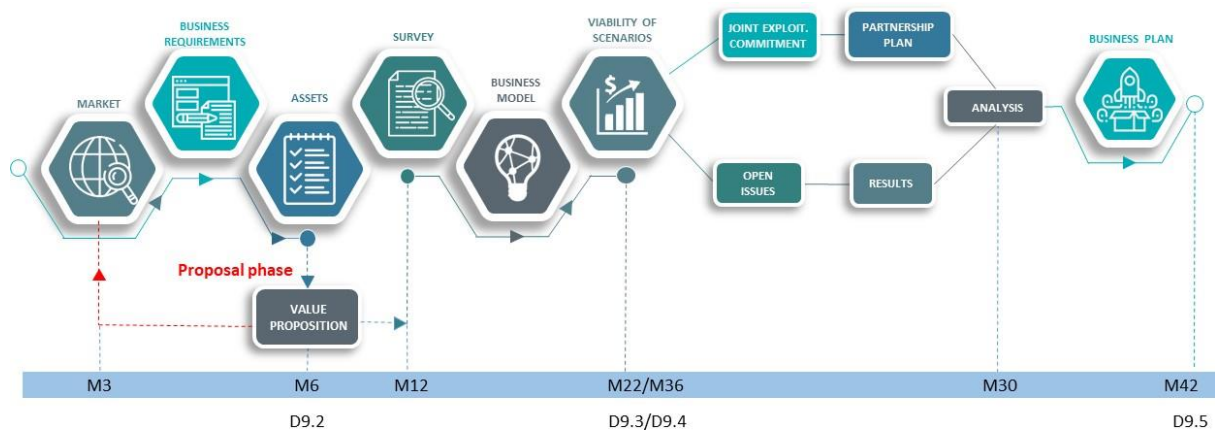 BUSINESS
REQUIREMENTS
SURVEY
VIABILITY OF
SCENARIOS
JOINT EXPLOIT.
COMMITMENT
PARTNERSHIP
PLAN
BUSINESS PLAN
MARKET
ASSETS
BUSINESS
MODEL
ANALYSIS
OPEN
ISSUES
RESULTS
Proposal phase
VALUE
PROPOSITION
M3
M6
M12
M22/M36
M30
M42
D9.2
D9.3/D9.4
D9.5
$